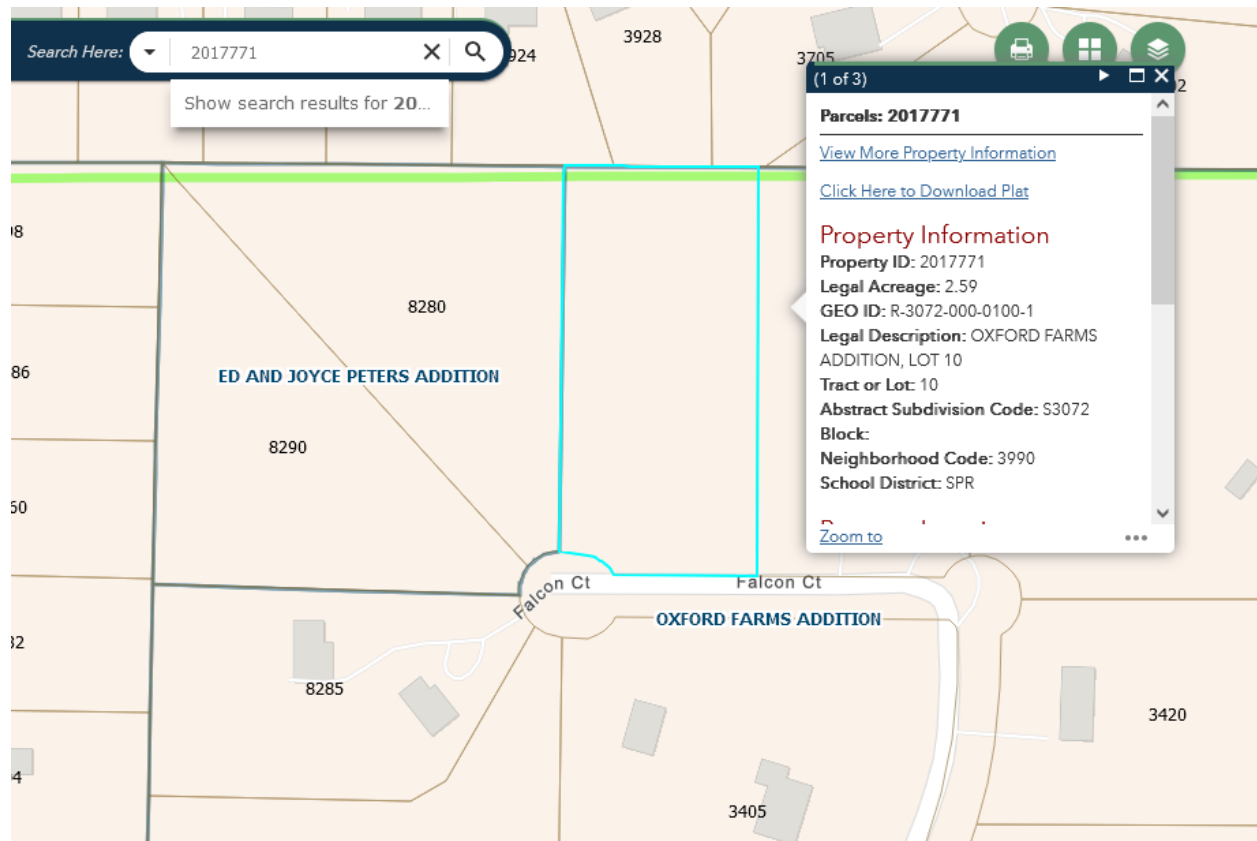 Search Here:
2017771
Show search results for 20...
924
3928
3705
(1 of 3)
Parcels: 2017771
View More Property Information
Click Here to Download Plat
Property Information
Property ID: 2017771
Legal Acreage: 2.59
GEO ID: R-3072-000-0100-1
Legal Description: OXFORD FARMS
ADDITION, LOT 10
Tract or Lot: 10
Abstract Subdivision Code: S3072
Block:
Neighborhood Code: 3990
School District: SPR
Zoom to
8280
86
ED AND JOYCE PETERS ADDITION
8290
Falcon Ct
Falcon Ct
OXFORD FARMS ADDITION
8285
3420
3405